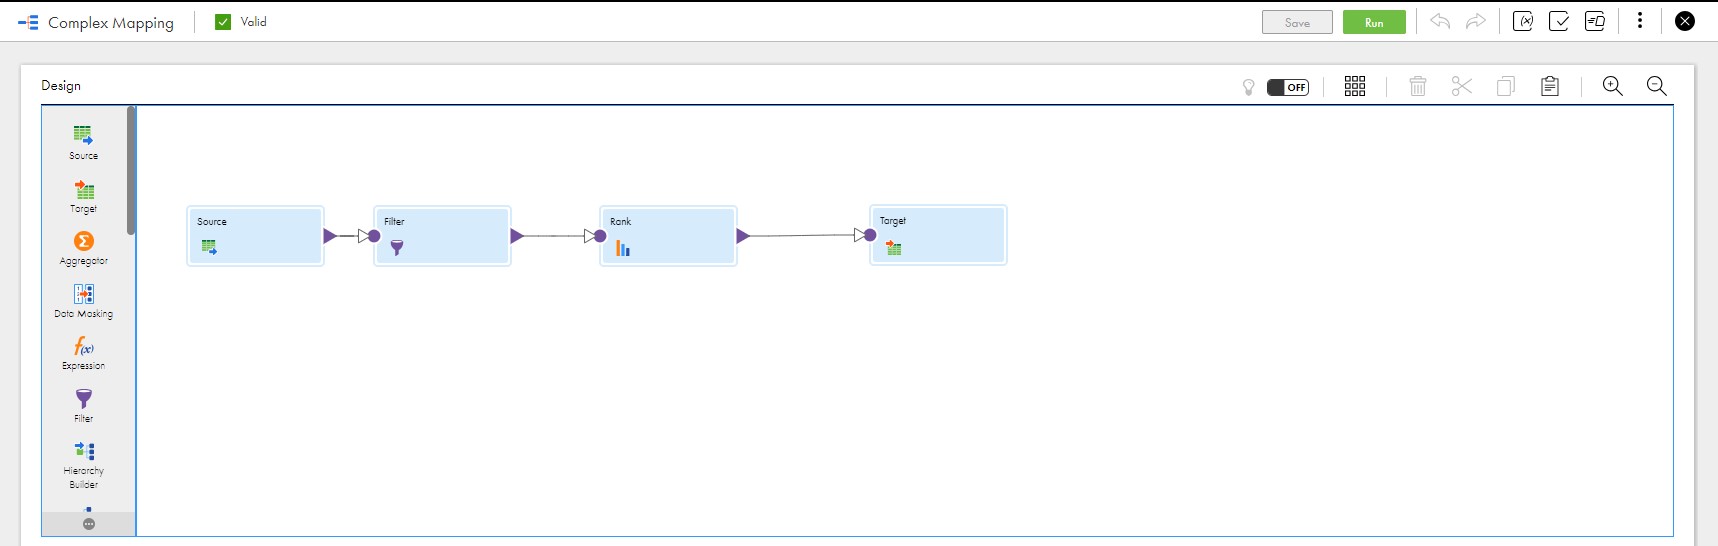 Complex Mapping
Valid
Save
Run
Design
OFF
Source
Target
Aggregator
Data Masking
Expression
Filter
Hierarchy
Builder
Source
Filter
Rank
Target